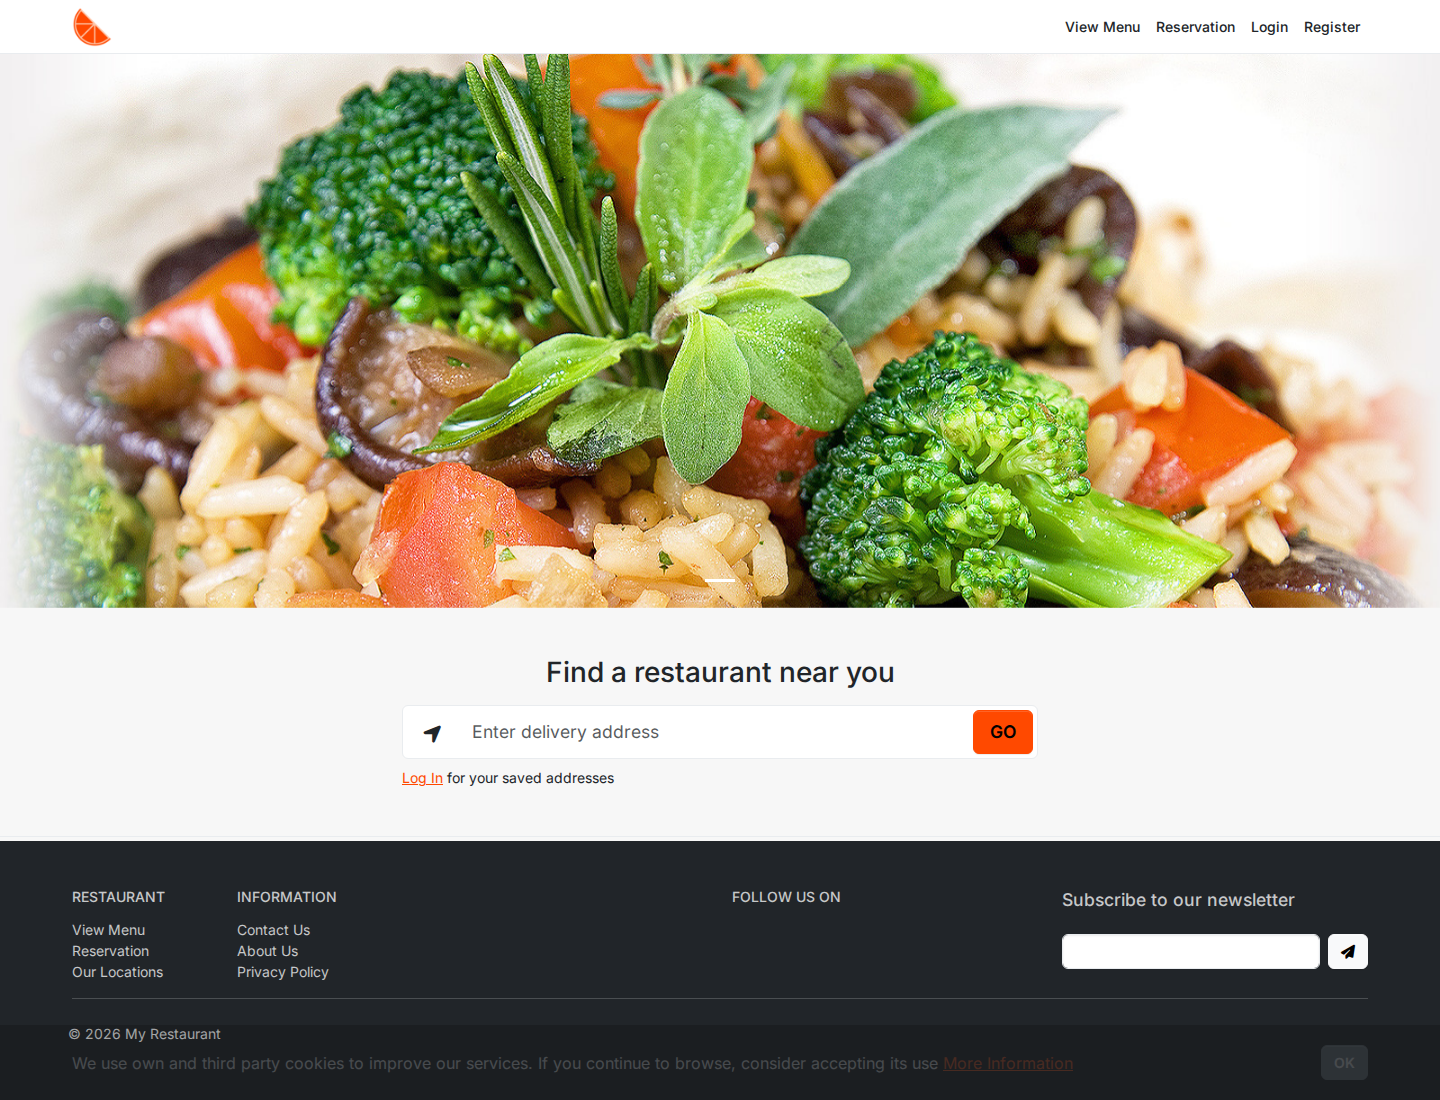 View Menu Reservation Login Register
Find a restaurant near you
Enter delivery address GO
Log In for your saved addresses
RESTAURANT
View Menu
Reservation
Our Locations
INFORMATION
Contact Us
About Us
Privacy Policy
FOLLOW US ON
Subscribe to our newsletter
© 2026 My Restaurant
We use own and third party cookies to improve our services. If you continue to browse, consider accepting its use More Information OK